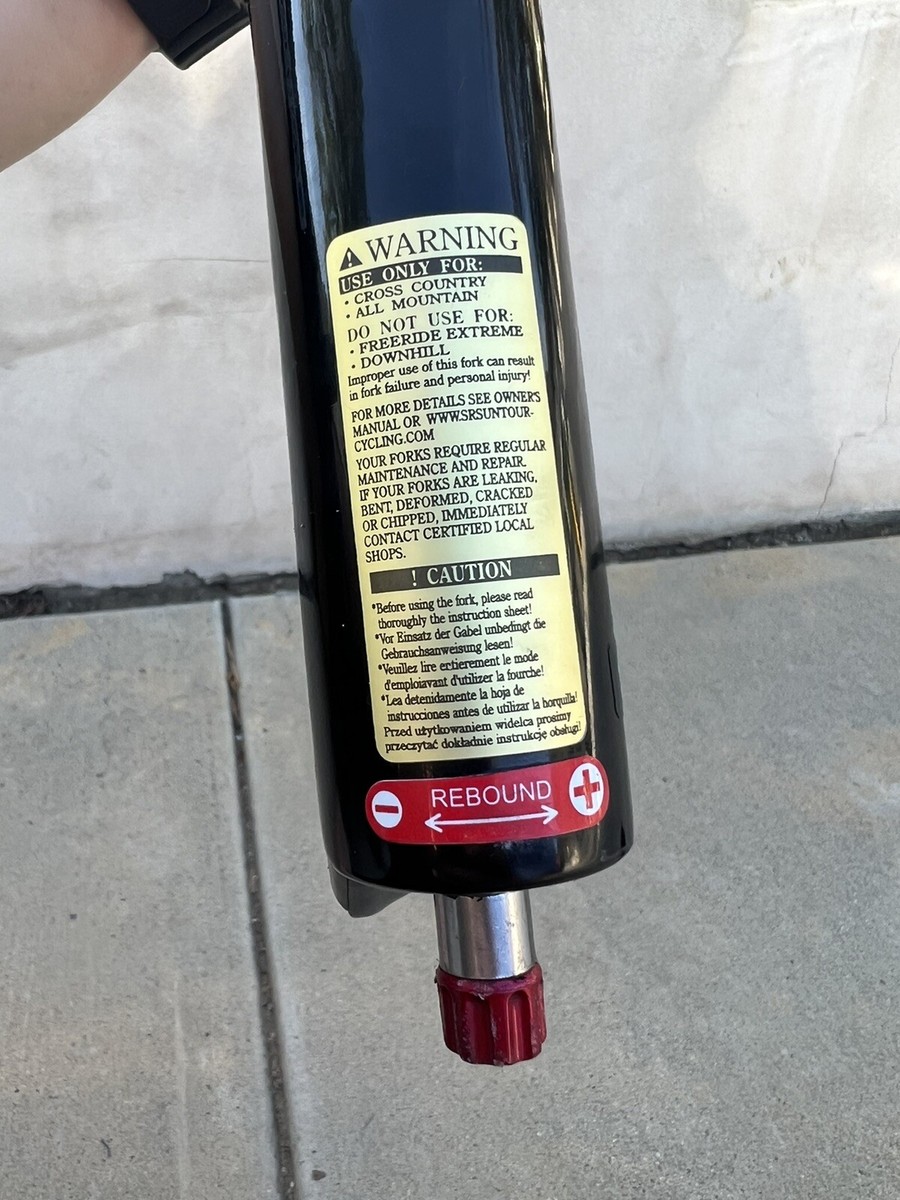 WARNING
USE ONLY FOR:
· CROSS COUNTRY
· ALL MOUNTAIN
DO NOT USE FOR:
· FREERIDE EXTREME
· DOWNHILL
Improper use of this fork can result
in fork failure and personal injury!
FOR MORE DETAILS SEE OWNER'S
MANUAL OR WWW.SRSUNTOUR-
CYCLING.COM
YOUR FORKS REQUIRE REGULAR
MAINTENANCE AND REPAIR.
IF YOUR FORKS ARE LEAKING,
BENT, DEFORMED, CRACKED
OR CHIPPED, IMMEDIATELY
CONTACT CERTIFIED LOCAL
SHOPS.
! CAUTION
*Before using the fork, please read
thoroughly the instruction sheet!
*Vor Einsatz der Gabel unbedingt die
Gebrauchsanweisung lesen!
*Veuillez lire entierement le mode
d'emploiavant d'utilizer la fourche!
*Lea detenidamente la hoja de
instrucciones antes de utilizar la horquilla!
Przed użytkowaniem widelca prosimy
przeczytać dokładnie instrukcje obsługi!
- REBOUND +